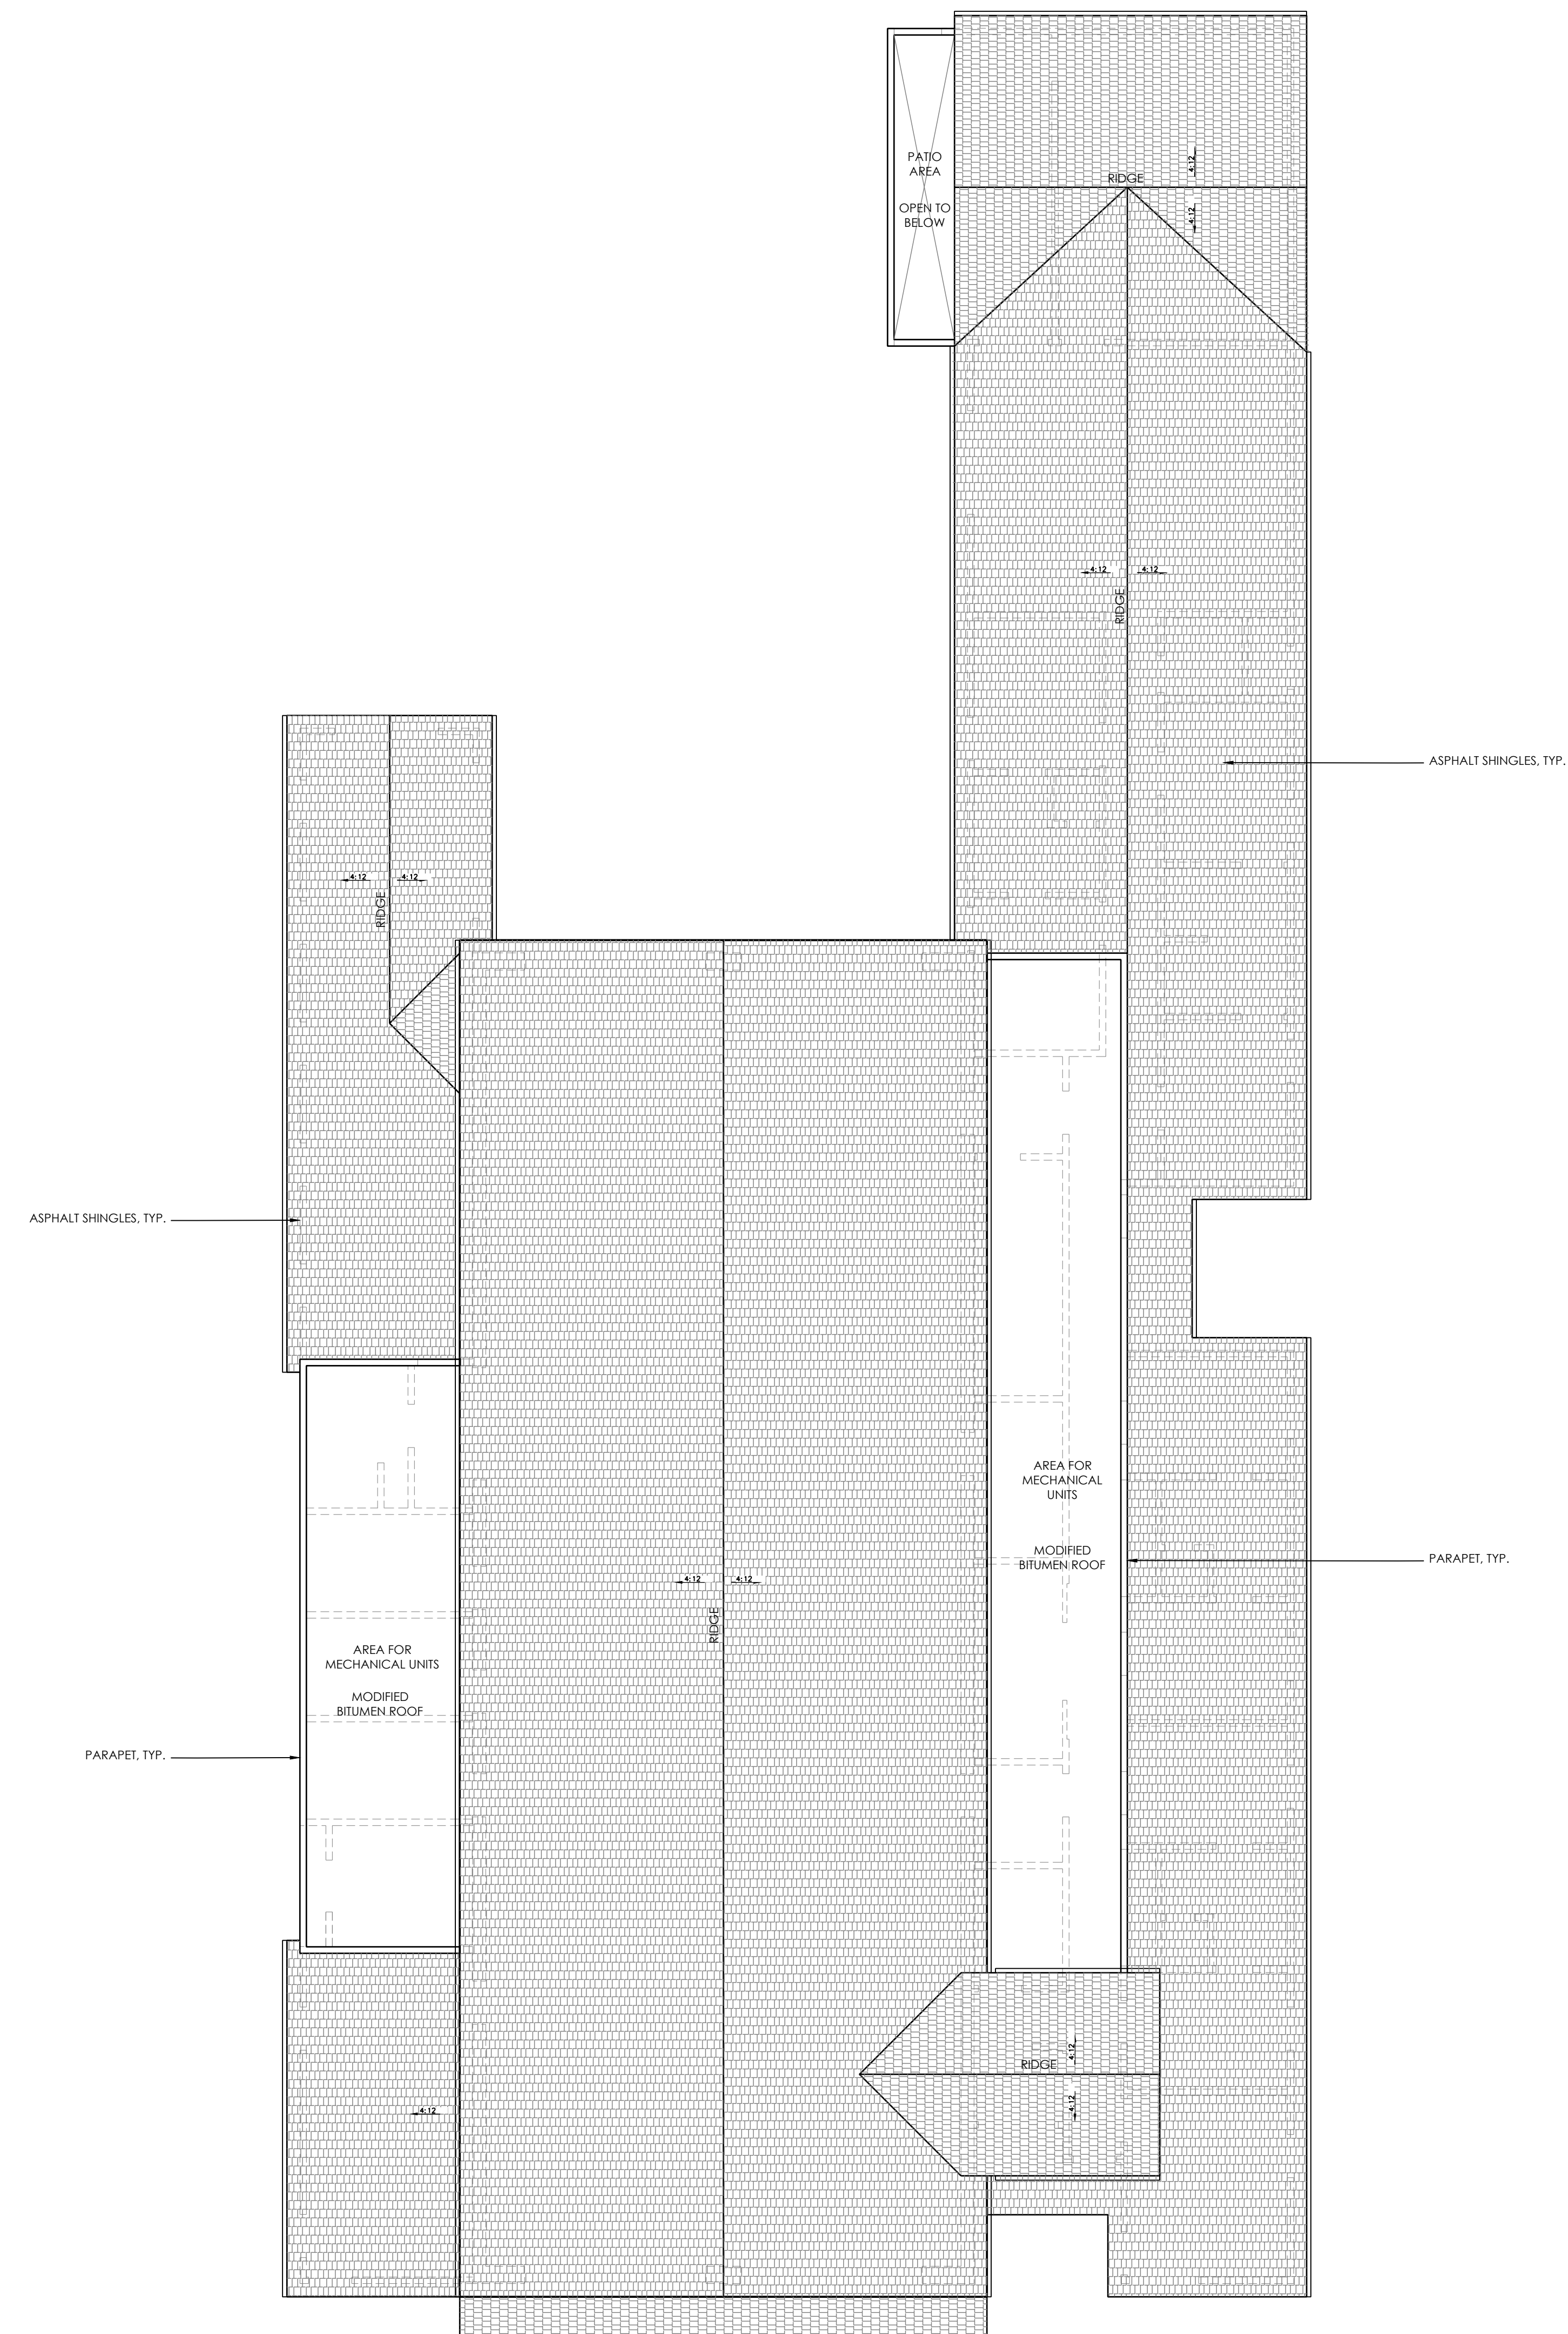 PATIO
AREA
OPEN TO
BELOW
RIDGE
4:12
4:12
4:12
4:12
RIDGE
ASPHALT SHINGLES, TYP.
4:12
4:12
RIDGE
ASPHALT SHINGLES, TYP.
AREA FOR
MECHANICAL
UNITS
MODIFIED
BITUMEN ROOF
PARAPET, TYP.
4:12
4:12
RIDGE
AREA FOR
MECHANICAL UNITS
MODIFIED
BITUMEN ROOF
PARAPET, TYP.
4:12
RIDGE
4:12
4:12